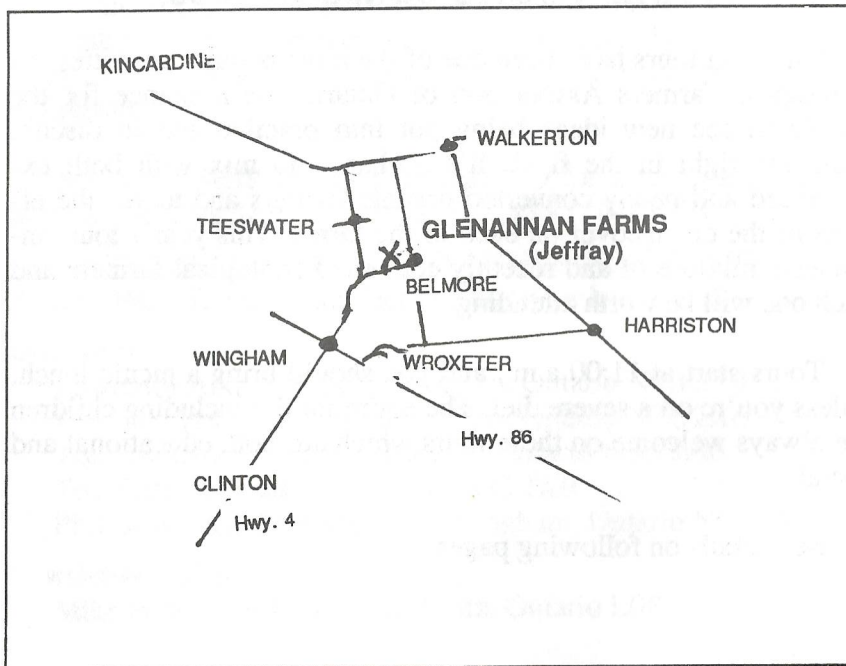 KINCARDINE
WALKERTON
TEESWATER
GLENANNAN FARMS
(Jeffray)
X
BELMORE
HARRISTON
WINGHAM
WROXETER
Hwy. 86
CLINTON
Hwy. 4